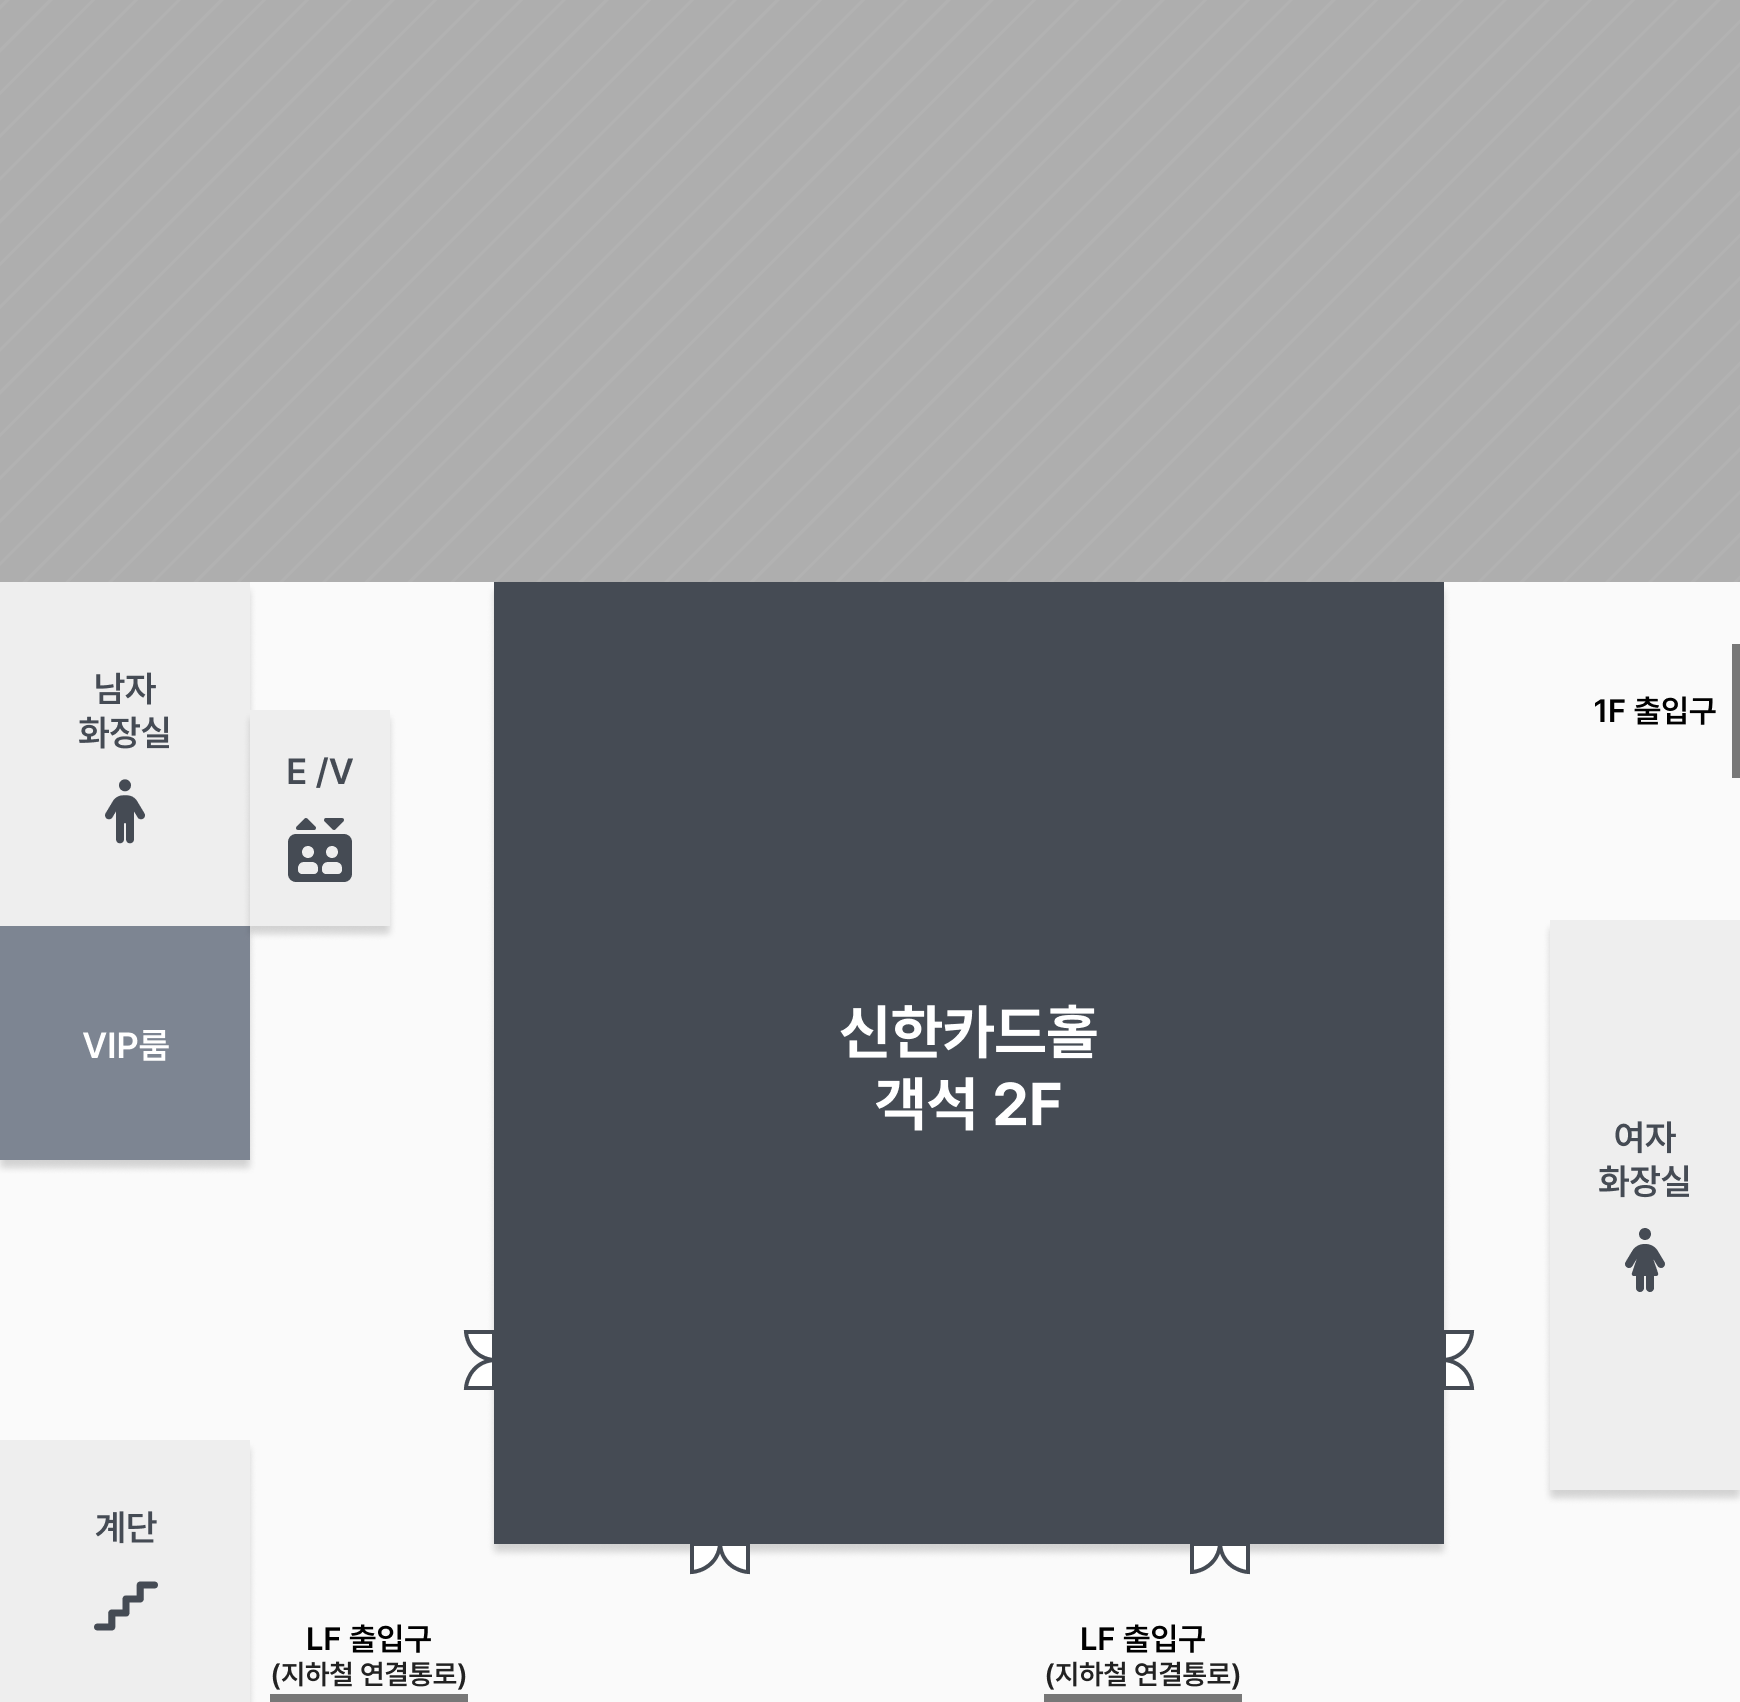 남자
화장실
E /V
1F 출입구
VIP룸
신한카드홀
객석 2F
여자
화장실
계단
LF 출입구
(지하철 연결통로)
LF 출입구
(지하철 연결통로)